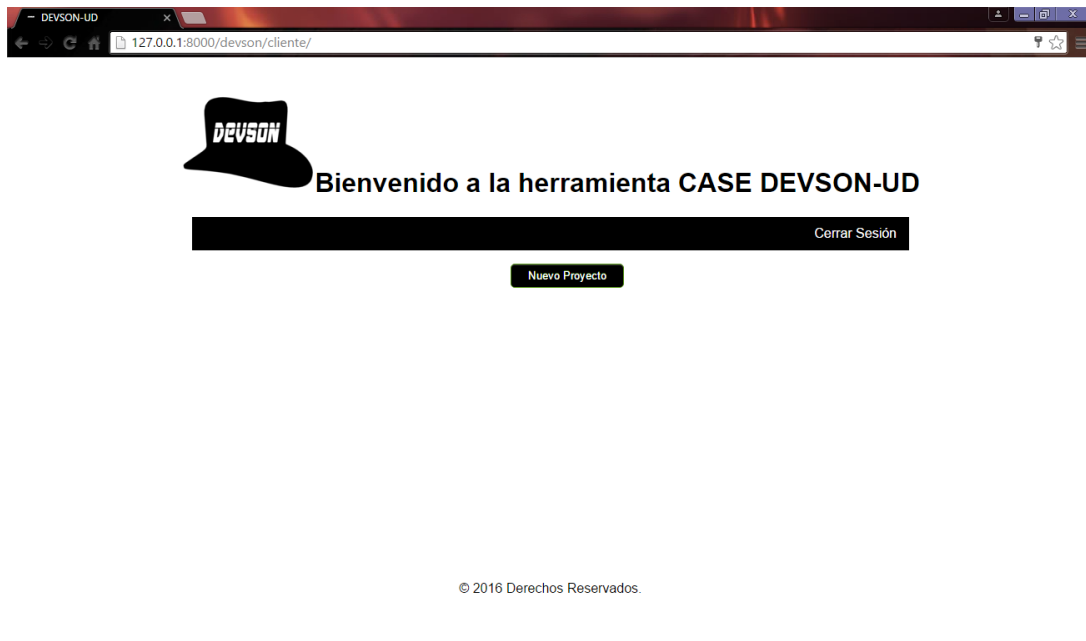 – DEVSON-UD
127.0.0.1:8000/devson/cliente/
DEVSON
Bienvenido a la herramienta CASE DEVSON-UD
Cerrar Sesión
Nuevo Proyecto
© 2016 Derechos Reservados.